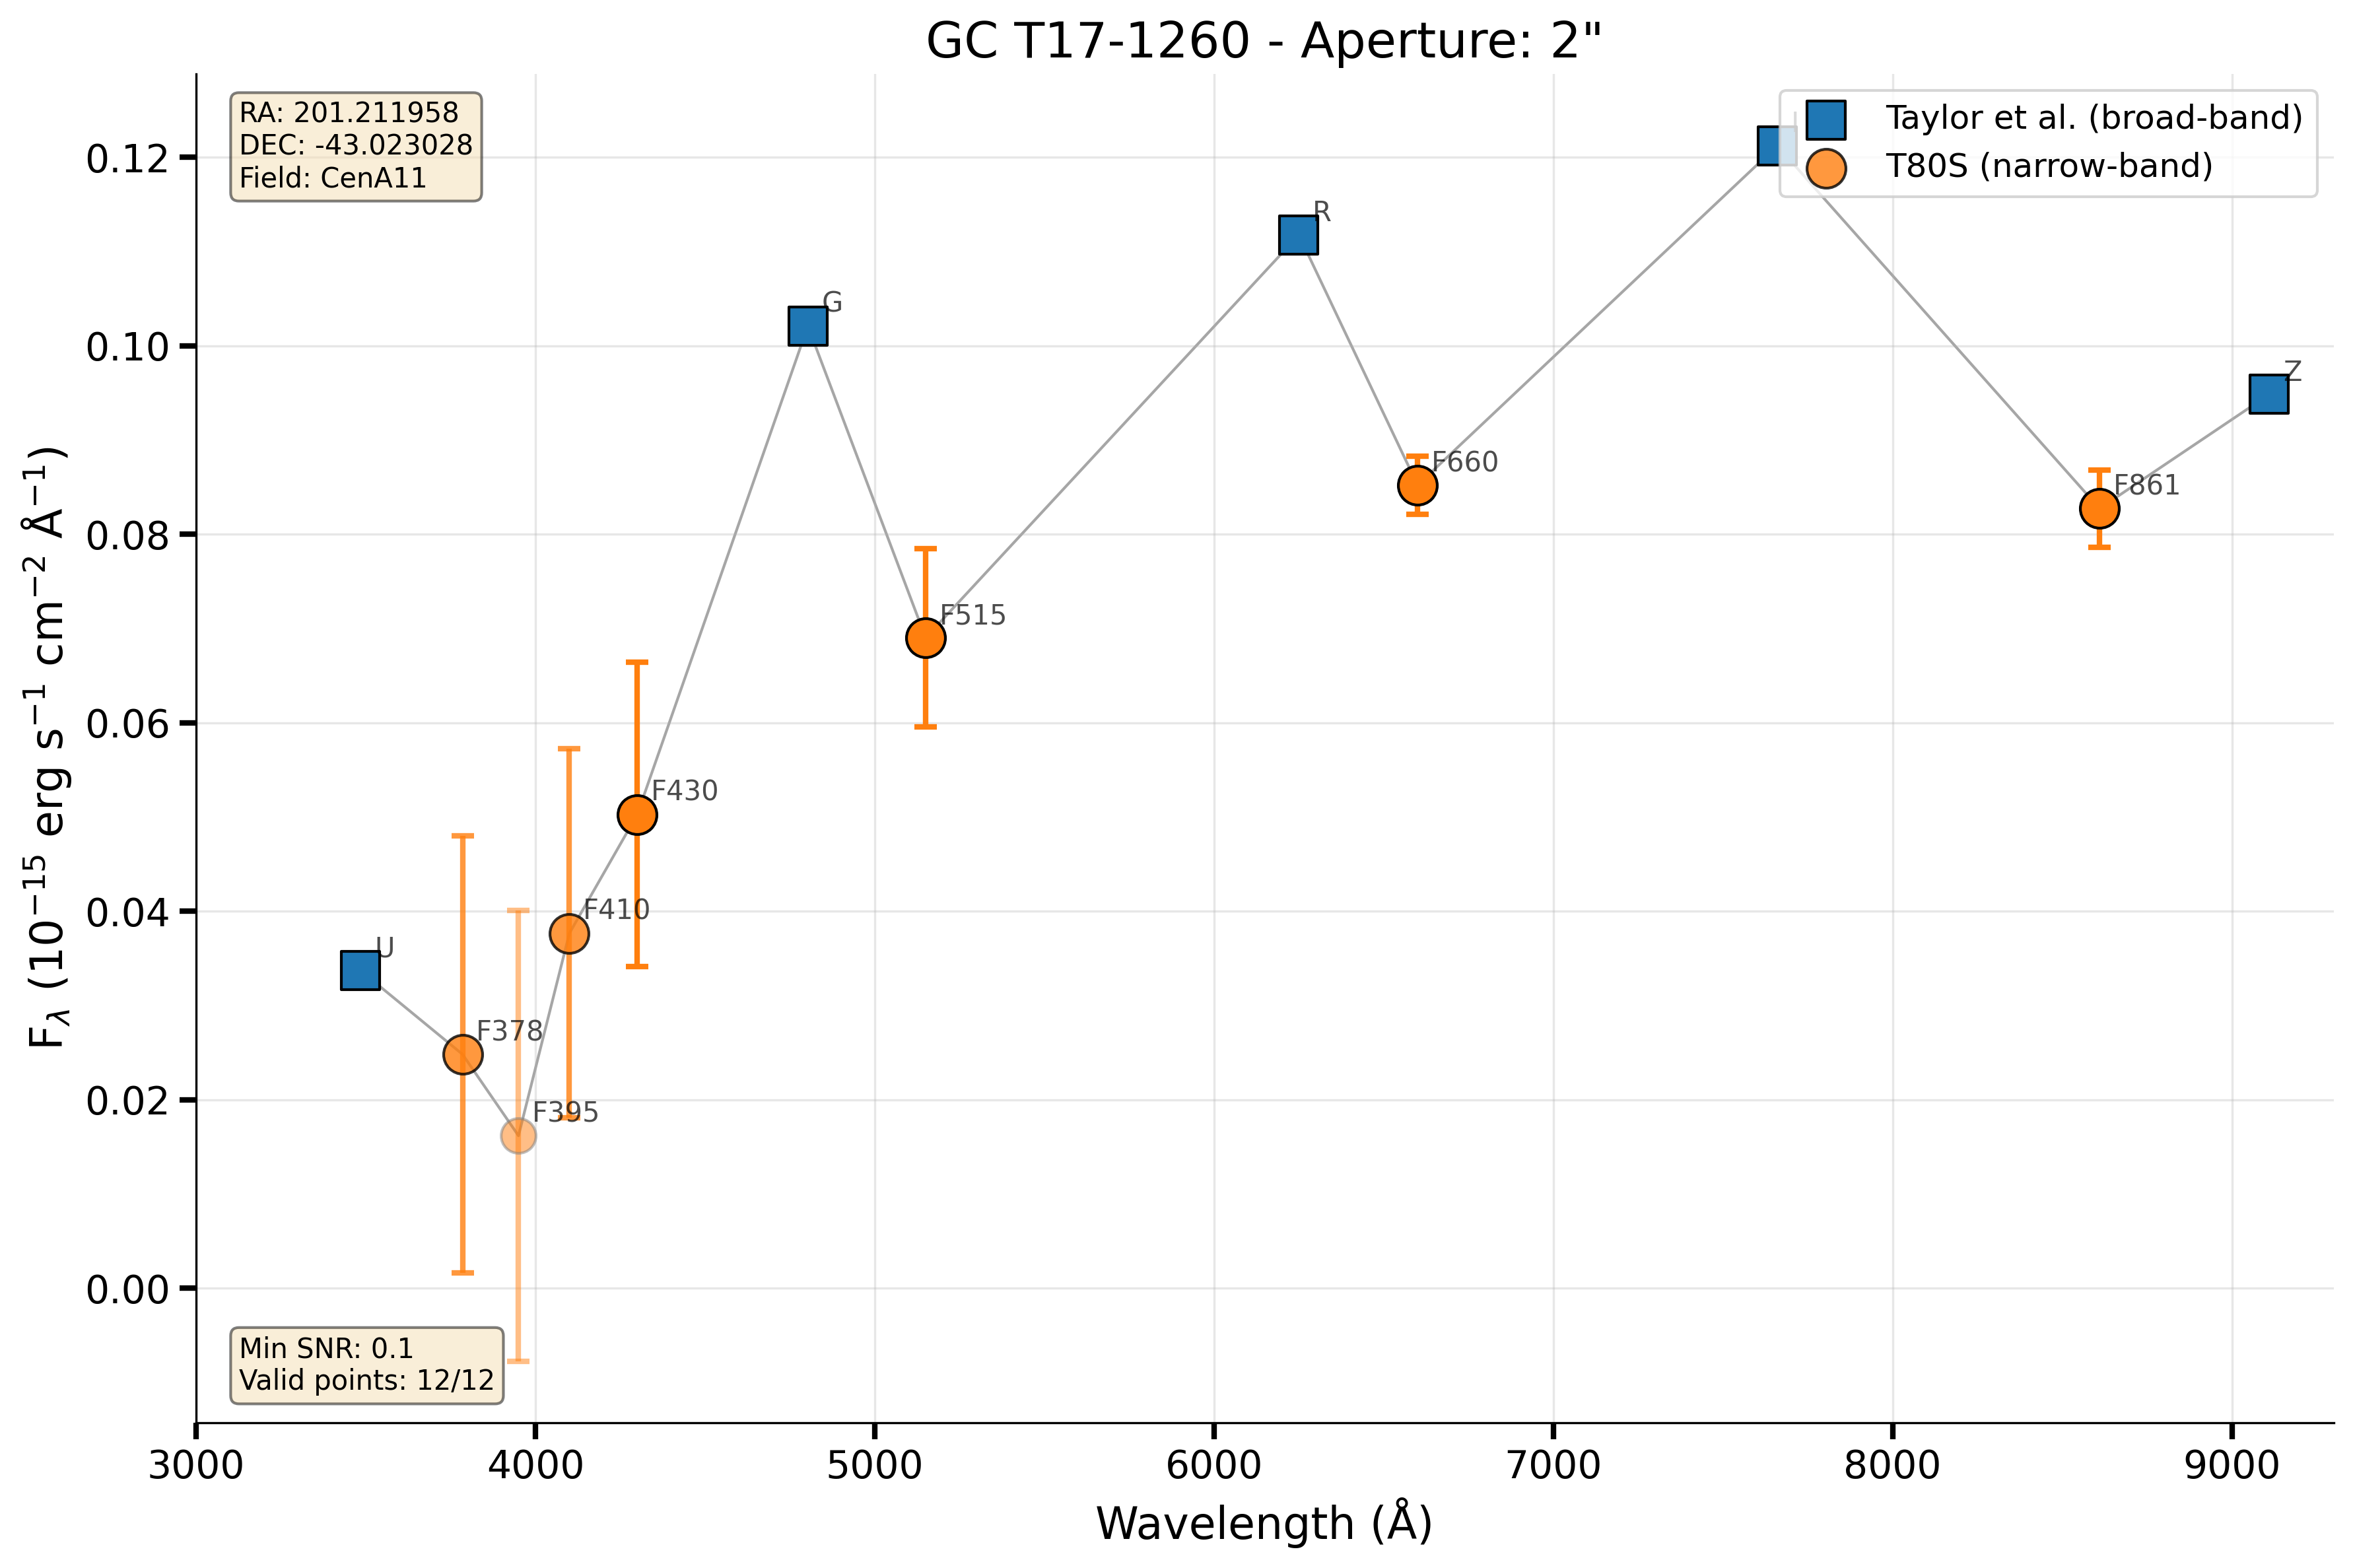 GC T17-1260 - Aperture: 2"
RA: 201.211958
DEC: -43.023028
Field: CenA11
Taylor et al. (broad-band)
T80S (narrow-band)
0.12
0.10
0.08
0.06
0.04
0.02
0.00
F_λ (10⁻¹⁵ erg s⁻¹ cm⁻² Å⁻¹)
U
F378
F395
F410
F430
G
F515
R
F660
F861
Z
Min SNR: 0.1
Valid points: 12/12
3000 4000 5000 6000 7000 8000 9000
Wavelength (Å)